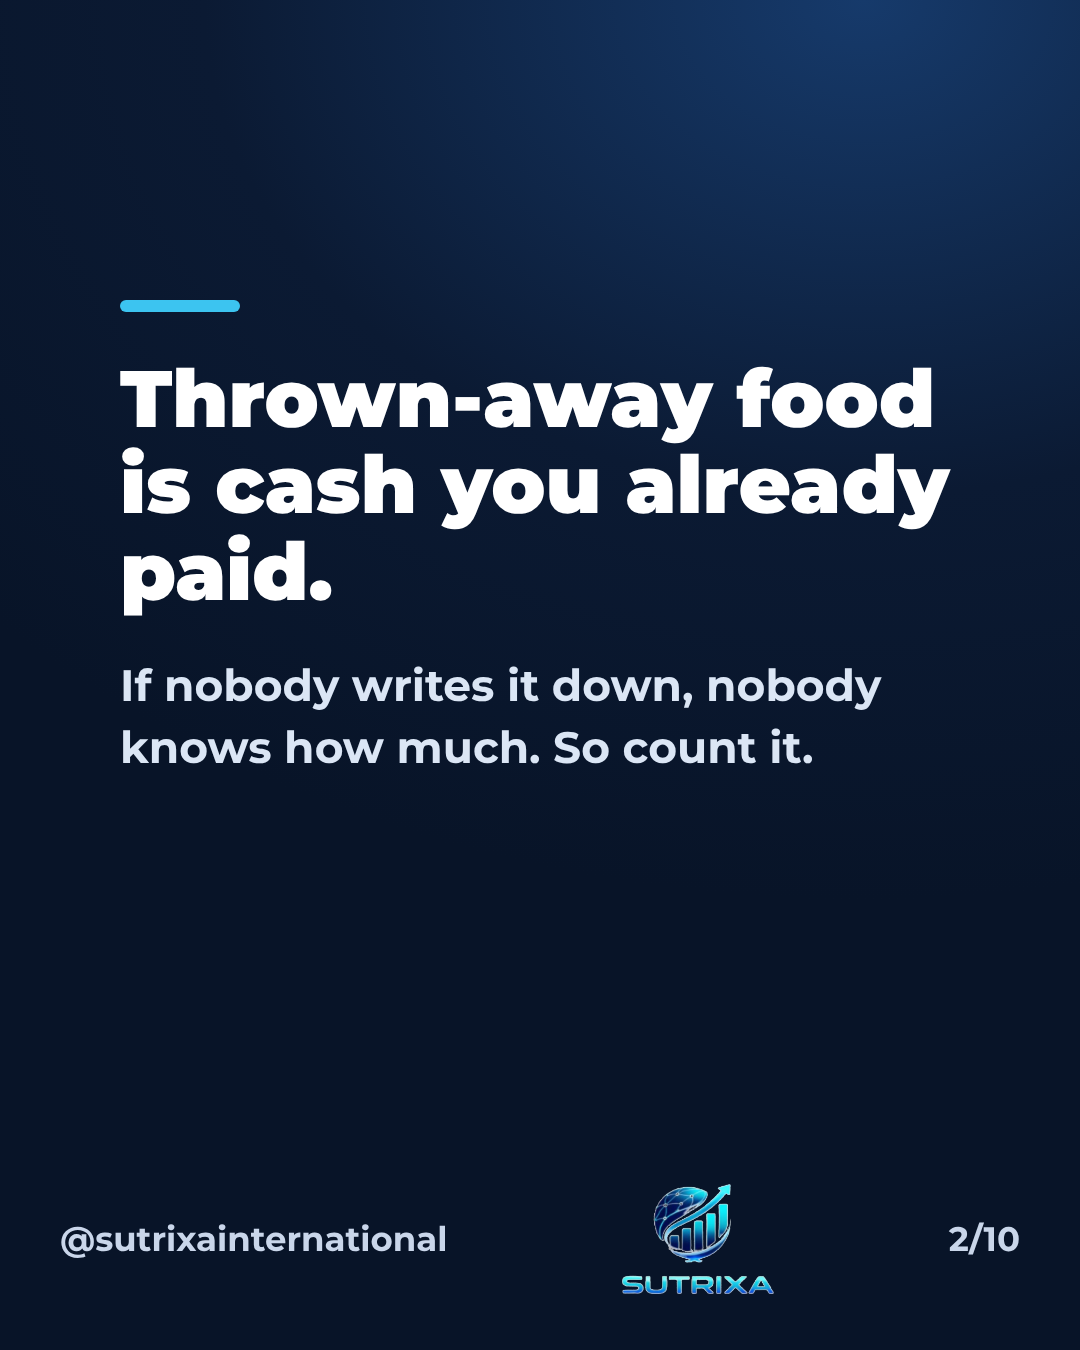 Thrown-away food
is cash you already
paid.
If nobody writes it down, nobody
knows how much. So count it.
@sutrixainternational
SUTRIXA
2/10